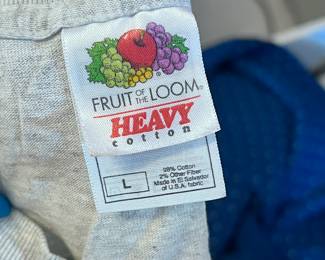 FRUIT OF THE LOOM®
HEAVY
cotton
L
98% Cotton
2% Other Fiber
Made in El Salvador
of U.S.A. fabric